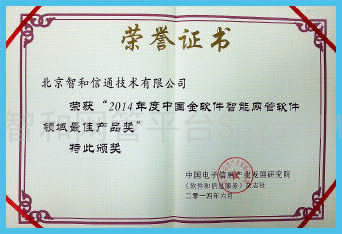 荣誉证书
北京智和信通技术有限公司
荣获“2014年度中国金软件智能网管软件
领域最佳产品奖”
特此颁奖
中国电子信息产业发展研究院
《软件和信息服务》杂志社
二〇一四年六月